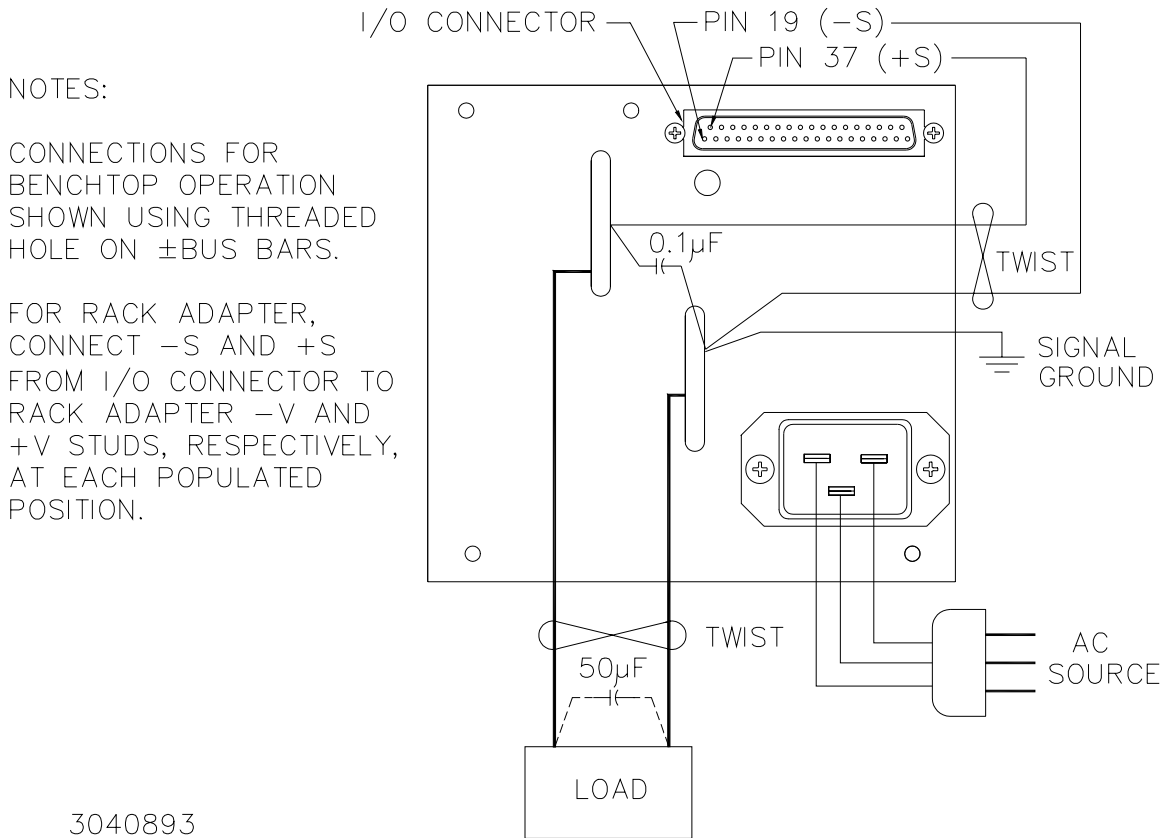 I/O CONNECTOR
PIN 19 (−S)
PIN 37 (+S)
NOTES:
CONNECTIONS FOR
BENCHTOP OPERATION
SHOWN USING THREADED
HOLE ON ±BUS BARS.
FOR RACK ADAPTER,
CONNECT −S AND +S
FROM I/O CONNECTOR TO
RACK ADAPTER −V AND
+V STUDS, RESPECTIVELY,
AT EACH POPULATED
POSITION.
0.1µF
TWIST
SIGNAL
GROUND
TWIST
50µF
AC
SOURCE
LOAD
3040893